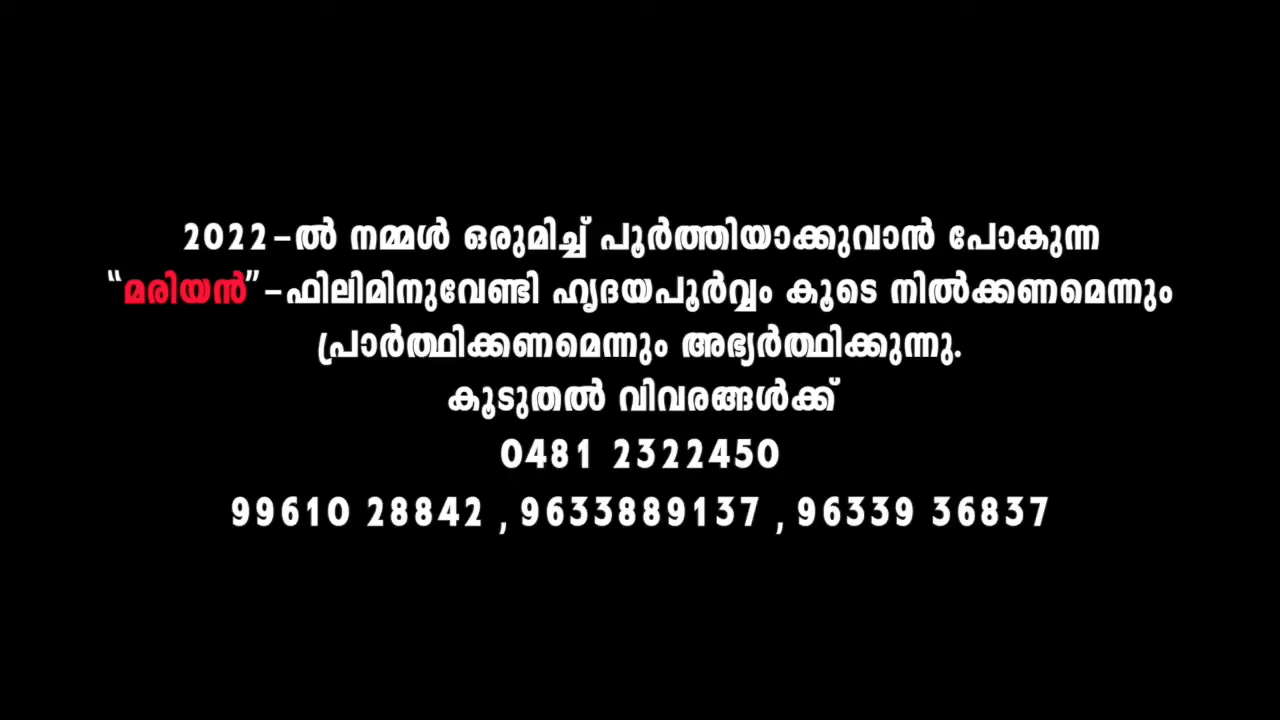 2022-ൽ നമ്മൾ ഒരുമിച്ച് പൂർത്തിയാക്കുവാൻ പോകുന്ന
“മരിയൻ”-ഫിലിമിനുവേണ്ടി ഹൃദയപൂർവ്വം കൂടെ നിൽക്കണമെന്നും
പ്രാർത്ഥിക്കണമെന്നും അഭ്യർത്ഥിക്കുന്നു.
കൂടുതൽ വിവരങ്ങൾക്ക്
0481 2322450
99610 28842 , 9633889137 , 96339 36837